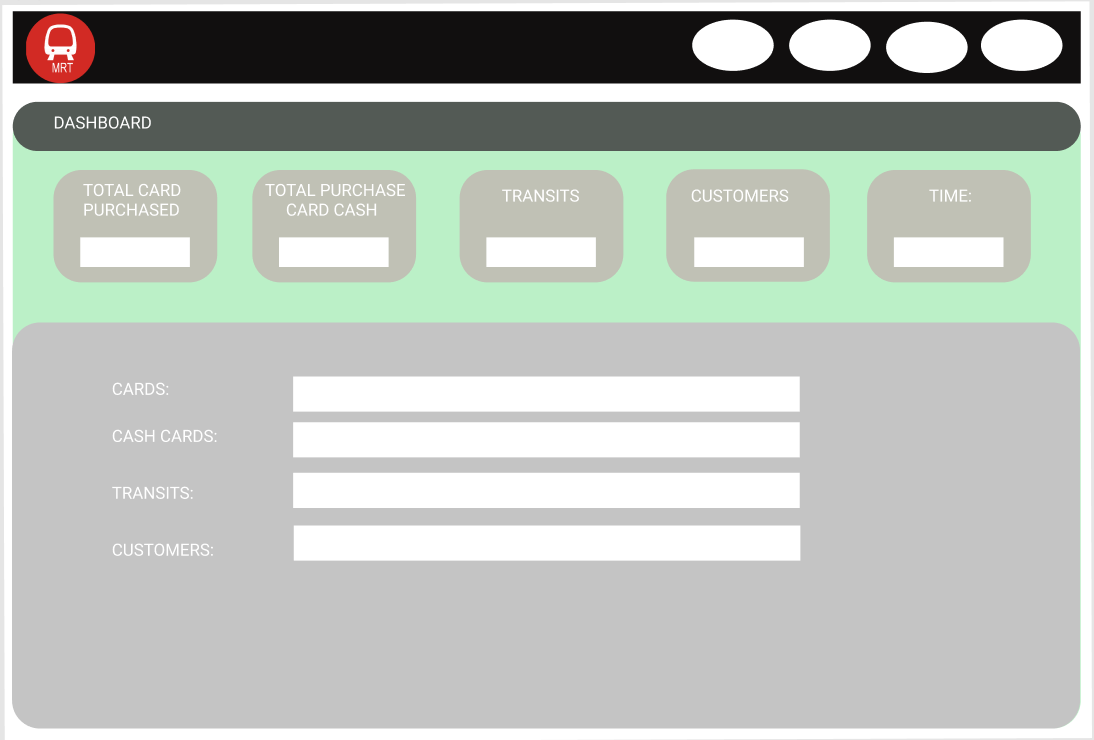 MRT
DASHBOARD
TOTAL CARD
PURCHASED
TOTAL PURCHASE
CARD CASH
TRANSITS
CUSTOMERS
TIME:
CARDS:
CASH CARDS:
TRANSITS:
CUSTOMERS: